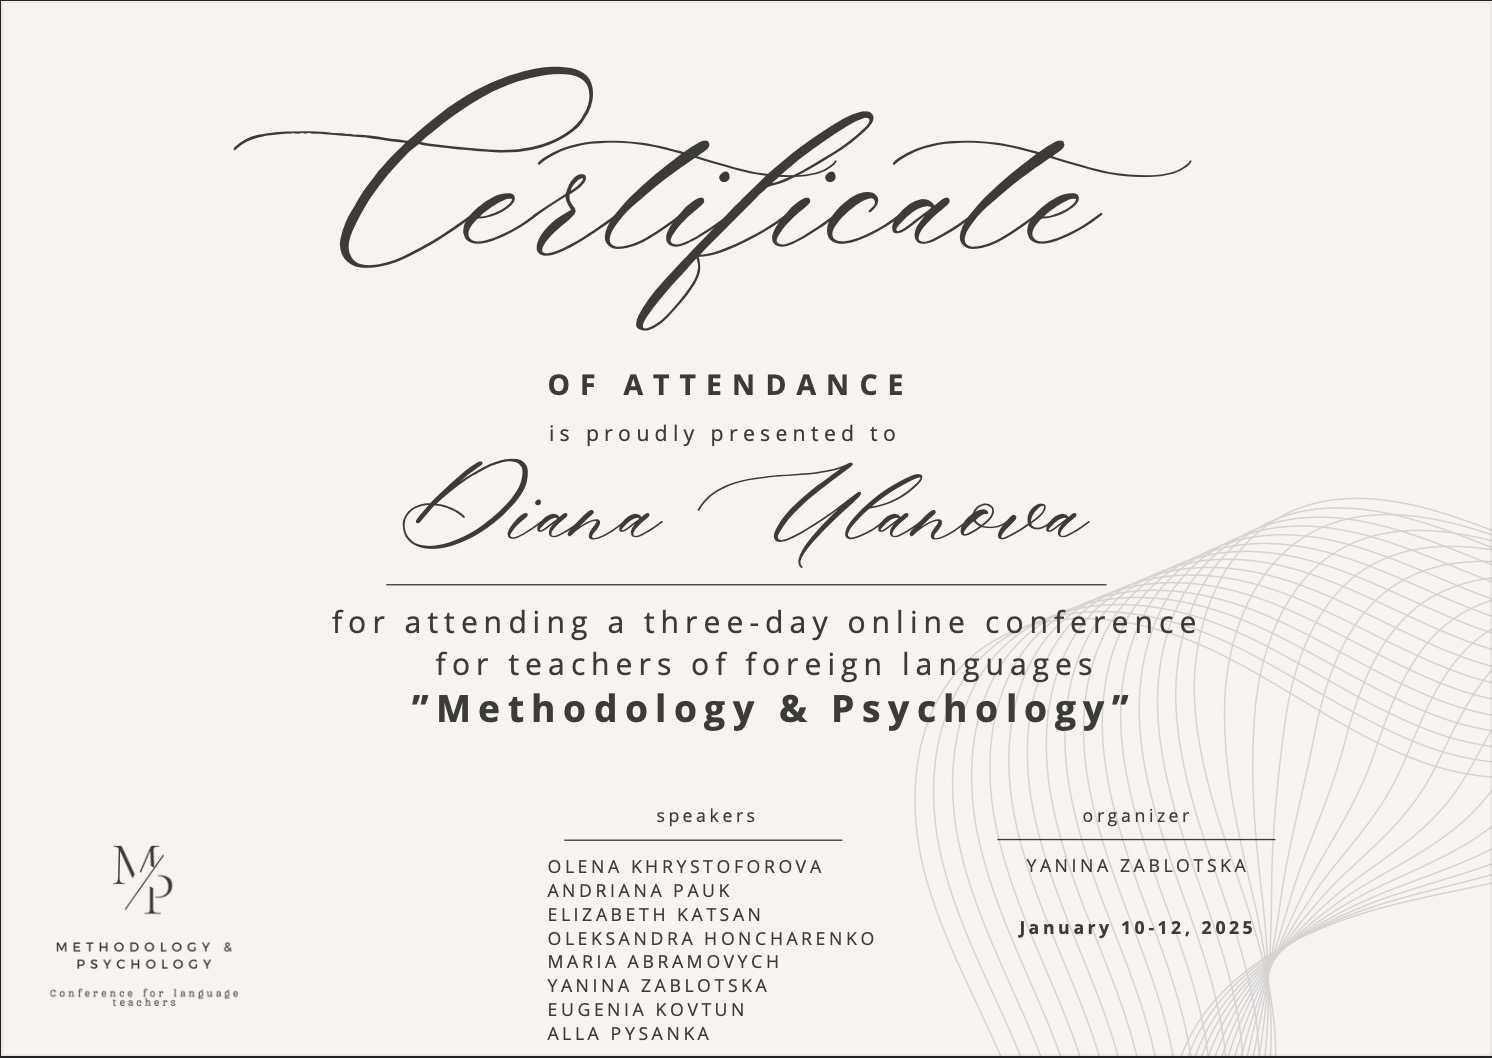 Certificate
OF ATTENDANCE
is proudly presented to
Diana Ulanova
for attending a three-day online conference
for teachers of foreign languages
”Methodology & Psychology”
speakers
OLENA KHRYSTOFOROVA
ANDRIANA PAUK
ELIZABETH KATSAN
OLEKSANDRA HONCHARENKO
MARIA ABRAMOVYCH
YANINA ZABLOTSKA
EUGENIA KOVTUN
ALLA PYSANKA
organizer
YANINA ZABLOTSKA
January 10-12, 2025
M/P
METHODOLOGY &
PSYCHOLOGY
Conference for language
teachers